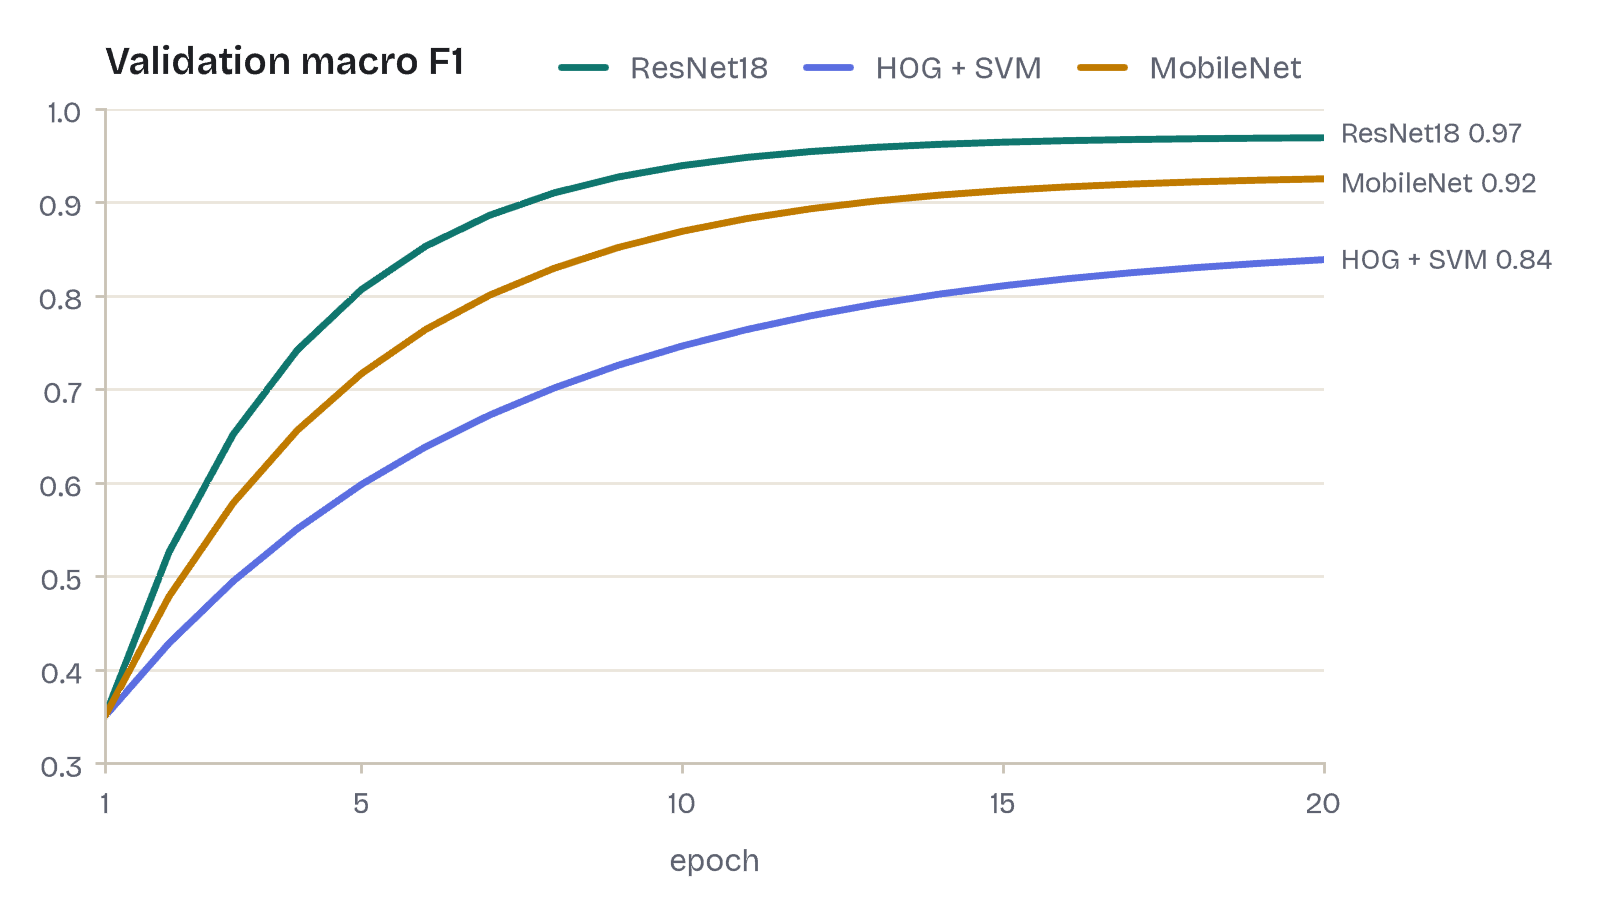 Validation macro F1
ResNet18 HOG + SVM MobileNet
1.0
0.9
0.8
0.7
0.6
0.5
0.4
0.3
ResNet18 0.97
MobileNet 0.92
HOG + SVM 0.84
1 5 10 15 20
epoch